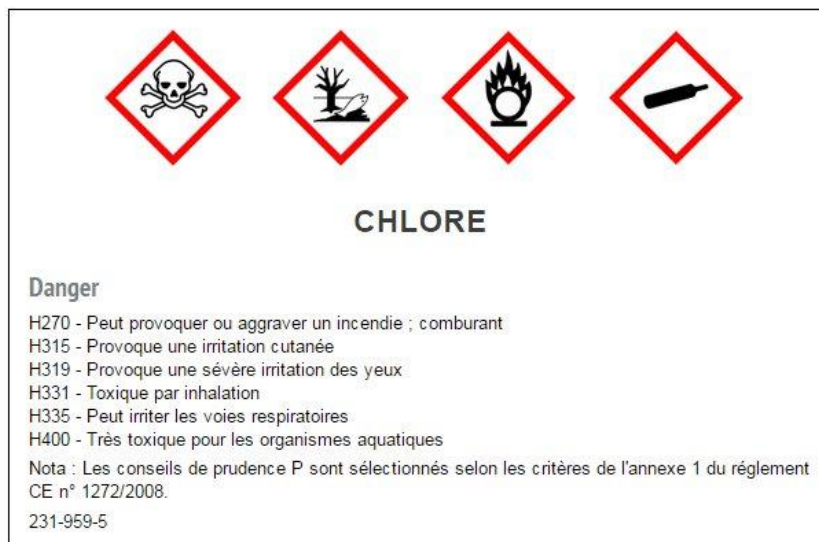 CHLORE
Danger
H270 - Peut provoquer ou aggraver un incendie ; comburant
H315 - Provoque une irritation cutanée
H319 - Provoque une sévère irritation des yeux
H331 - Toxique par inhalation
H335 - Peut irriter les voies respiratoires
H400 - Très toxique pour les organismes aquatiques
Nota : Les conseils de prudence P sont sélectionnés selon les critères de l'annexe 1 du réglement
CE n° 1272/2008.
231-959-5